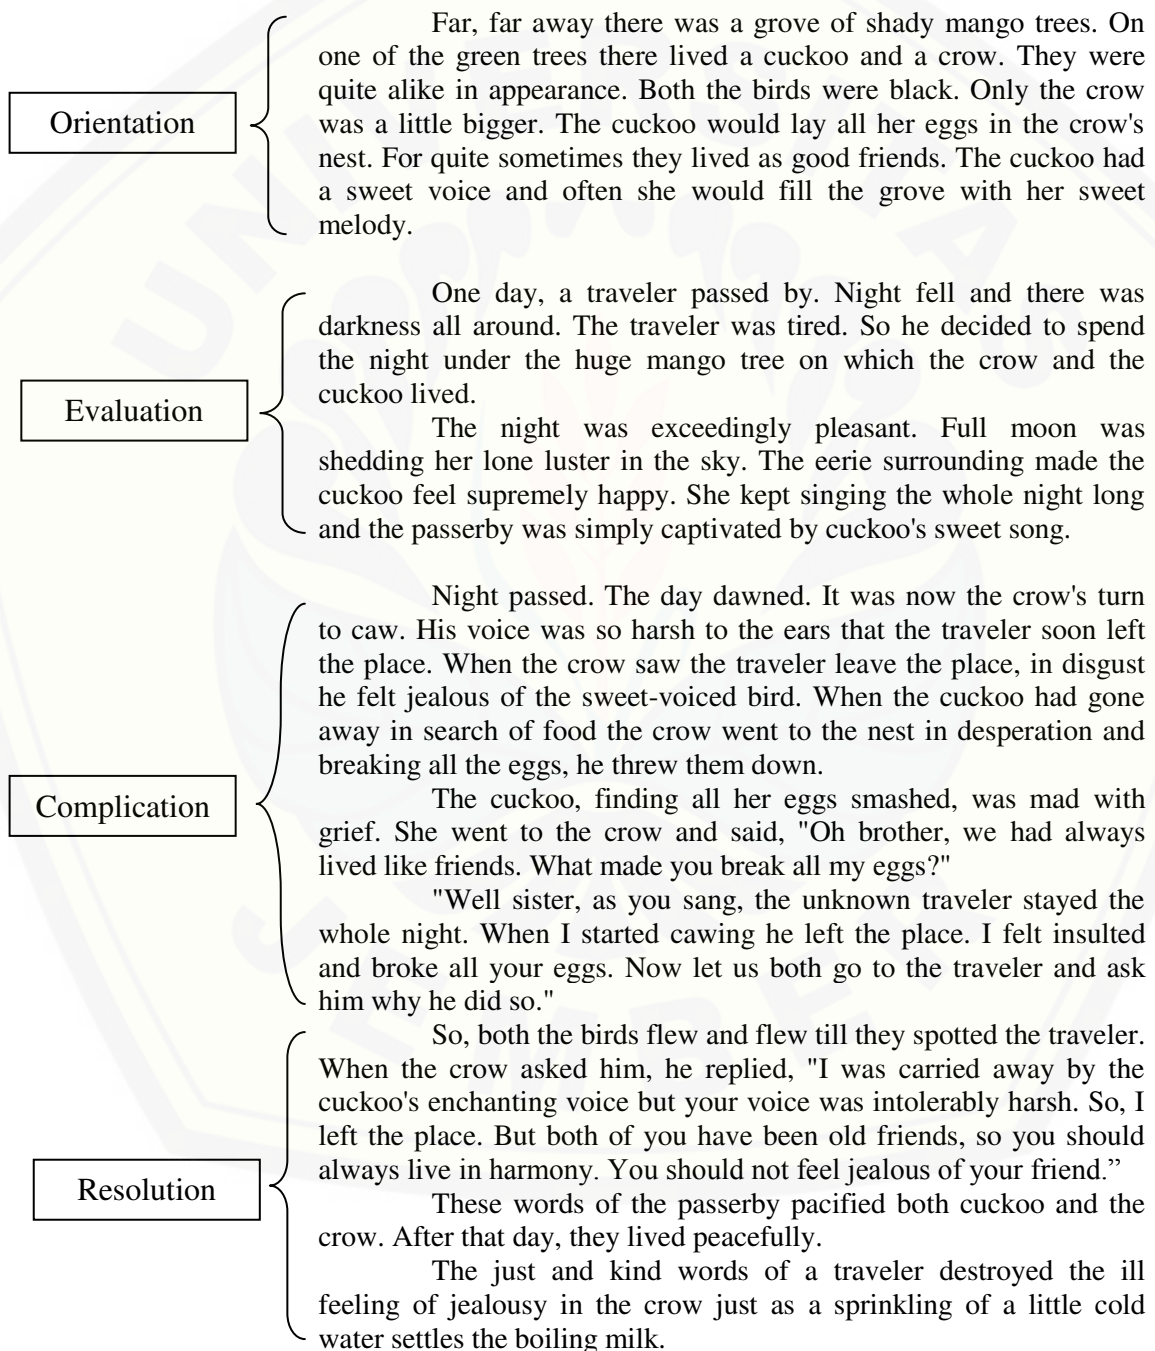 Orientation
Far, far away there was a grove of shady mango trees. On
one of the green trees there lived a cuckoo and a crow. They were
quite alike in appearance. Both the birds were black. Only the crow
was a little bigger. The cuckoo would lay all her eggs in the crow's
nest. For quite sometimes they lived as good friends. The cuckoo had
a sweet voice and often she would fill the grove with her sweet
melody.
Evaluation
One day, a traveler passed by. Night fell and there was
darkness all around. The traveler was tired. So he decided to spend
the night under the huge mango tree on which the crow and the
cuckoo lived.
The night was exceedingly pleasant. Full moon was
shedding her lone luster in the sky. The eerie surrounding made the
cuckoo feel supremely happy. She kept singing the whole night long
and the passerby was simply captivated by cuckoo's sweet song.
Complication
Night passed. The day dawned. It was now the crow's turn
to caw. His voice was so harsh to the ears that the traveler soon left
the place. When the crow saw the traveler leave the place, in disgust
he felt jealous of the sweet-voiced bird. When the cuckoo had gone
away in search of food the crow went to the nest in desperation and
breaking all the eggs, he threw them down.
The cuckoo, finding all her eggs smashed, was mad with
grief. She went to the crow and said, "Oh brother, we had always
lived like friends. What made you break all my eggs?"
"Well sister, as you sang, the unknown traveler stayed the
whole night. When I started cawing he left the place. I felt insulted
and broke all your eggs. Now let us both go to the traveler and ask
him why he did so."
Resolution
So, both the birds flew and flew till they spotted the traveler.
When the crow asked him, he replied, "I was carried away by the
cuckoo's enchanting voice but your voice was intolerably harsh. So, I
left the place. But both of you have been old friends, so you should
always live in harmony. You should not feel jealous of your friend.”
These words of the passerby pacified both cuckoo and the
crow. After that day, they lived peacefully.
The just and kind words of a traveler destroyed the ill
feeling of jealousy in the crow just as a sprinkling of a little cold
water settles the boiling milk.
UNIVERSITAS
JEMBER